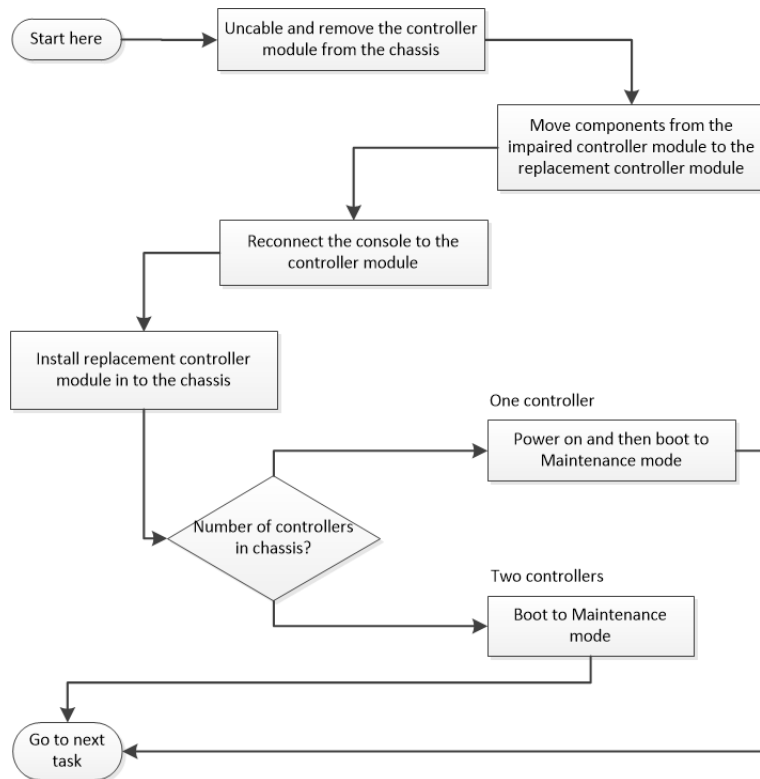 Start here
Uncable and remove the controller
module from the chassis
Move components from the
impaired controller module to the
replacement controller module
Reconnect the console to the
controller module
Install replacement controller
module in to the chassis
One controller
Power on and then boot to
Maintenance mode
Number of controllers
in chassis?
Two controllers
Boot to Maintenance
mode
Go to next
task